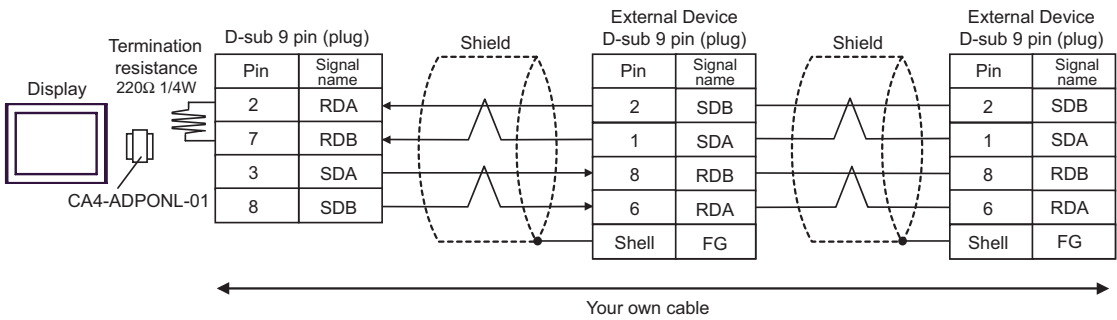 Display
CA4-ADPONL-01
Termination
resistance
220Ω 1/4W
D-sub 9 pin (plug)
Pin Signal name
2 RDA
7 RDB
3 SDA
8 SDB
Shield
External Device
D-sub 9 pin (plug)
Pin Signal name
2 SDB
1 SDA
8 RDB
6 RDA
Shell FG
Shield
External Device
D-sub 9 pin (plug)
Pin Signal name
2 SDB
1 SDA
8 RDB
6 RDA
Shell FG
Your own cable